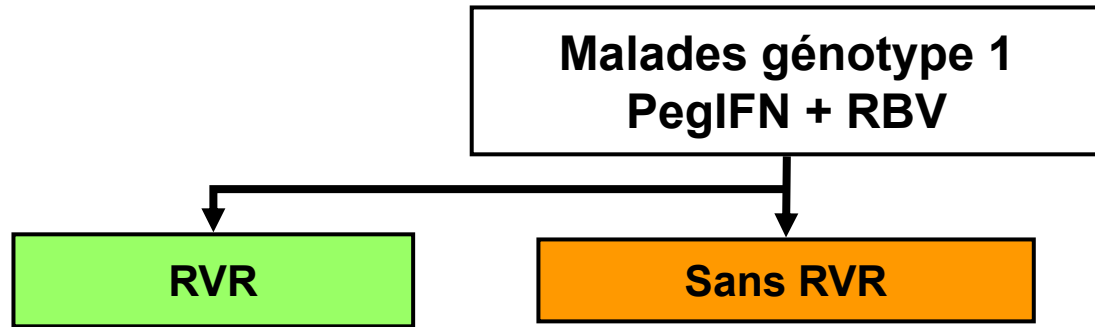 Malades génotype 1
PegIFN + RBV
RVR
Sans RVR